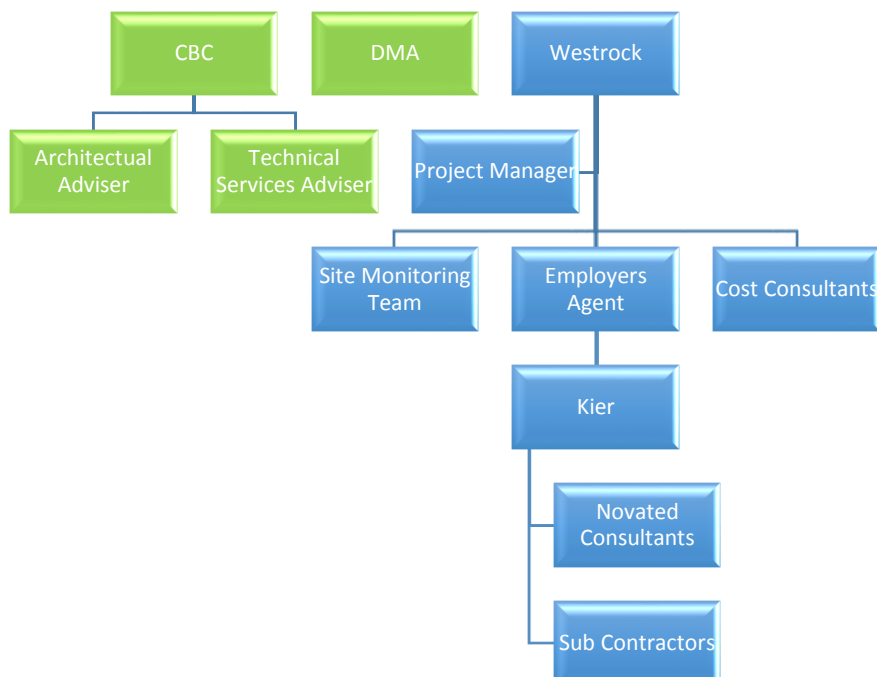 CBC
DMA
Westrock
Architectual
Adviser
Technical
Services Adviser
Project Manager
Site Monitoring
Team
Employers
Agent
Cost Consultants
Kier
Novated
Consultants
Sub Contractors